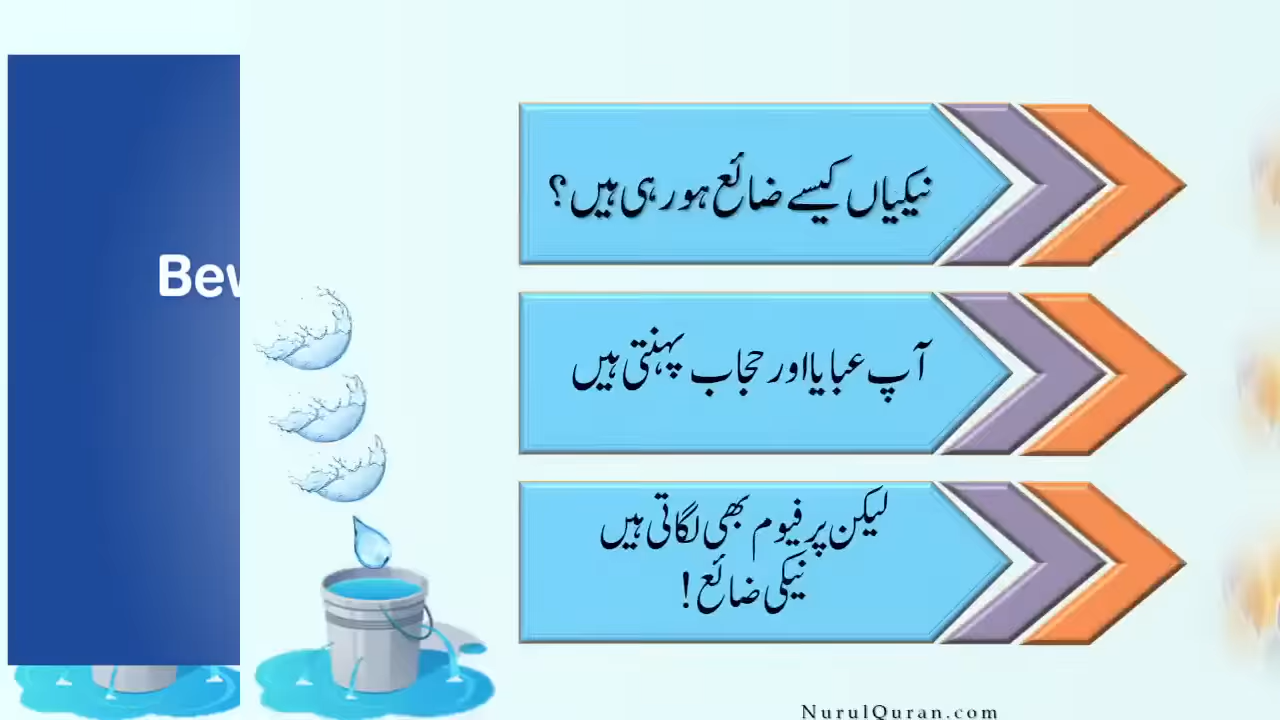 Bew
نیکیاں کیسے ضائع ہو رہی ہیں؟
آپ عبایا اور حجاب پہنتی ہیں
لیکن پرفیوم بھی لگاتی ہیں
نیکی ضائع!
NurulQuran.com